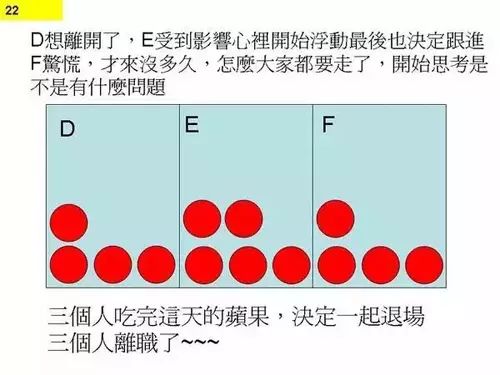 22
D想離開了，E受到影響心裡開始浮動最後也決定跟進
F驚慌，才來沒多久，怎麼大家都要走了，開始思考是
不是有什麼問題
D E F
三個人吃完這天的蘋果，決定一起退場
三個人離職了~~~